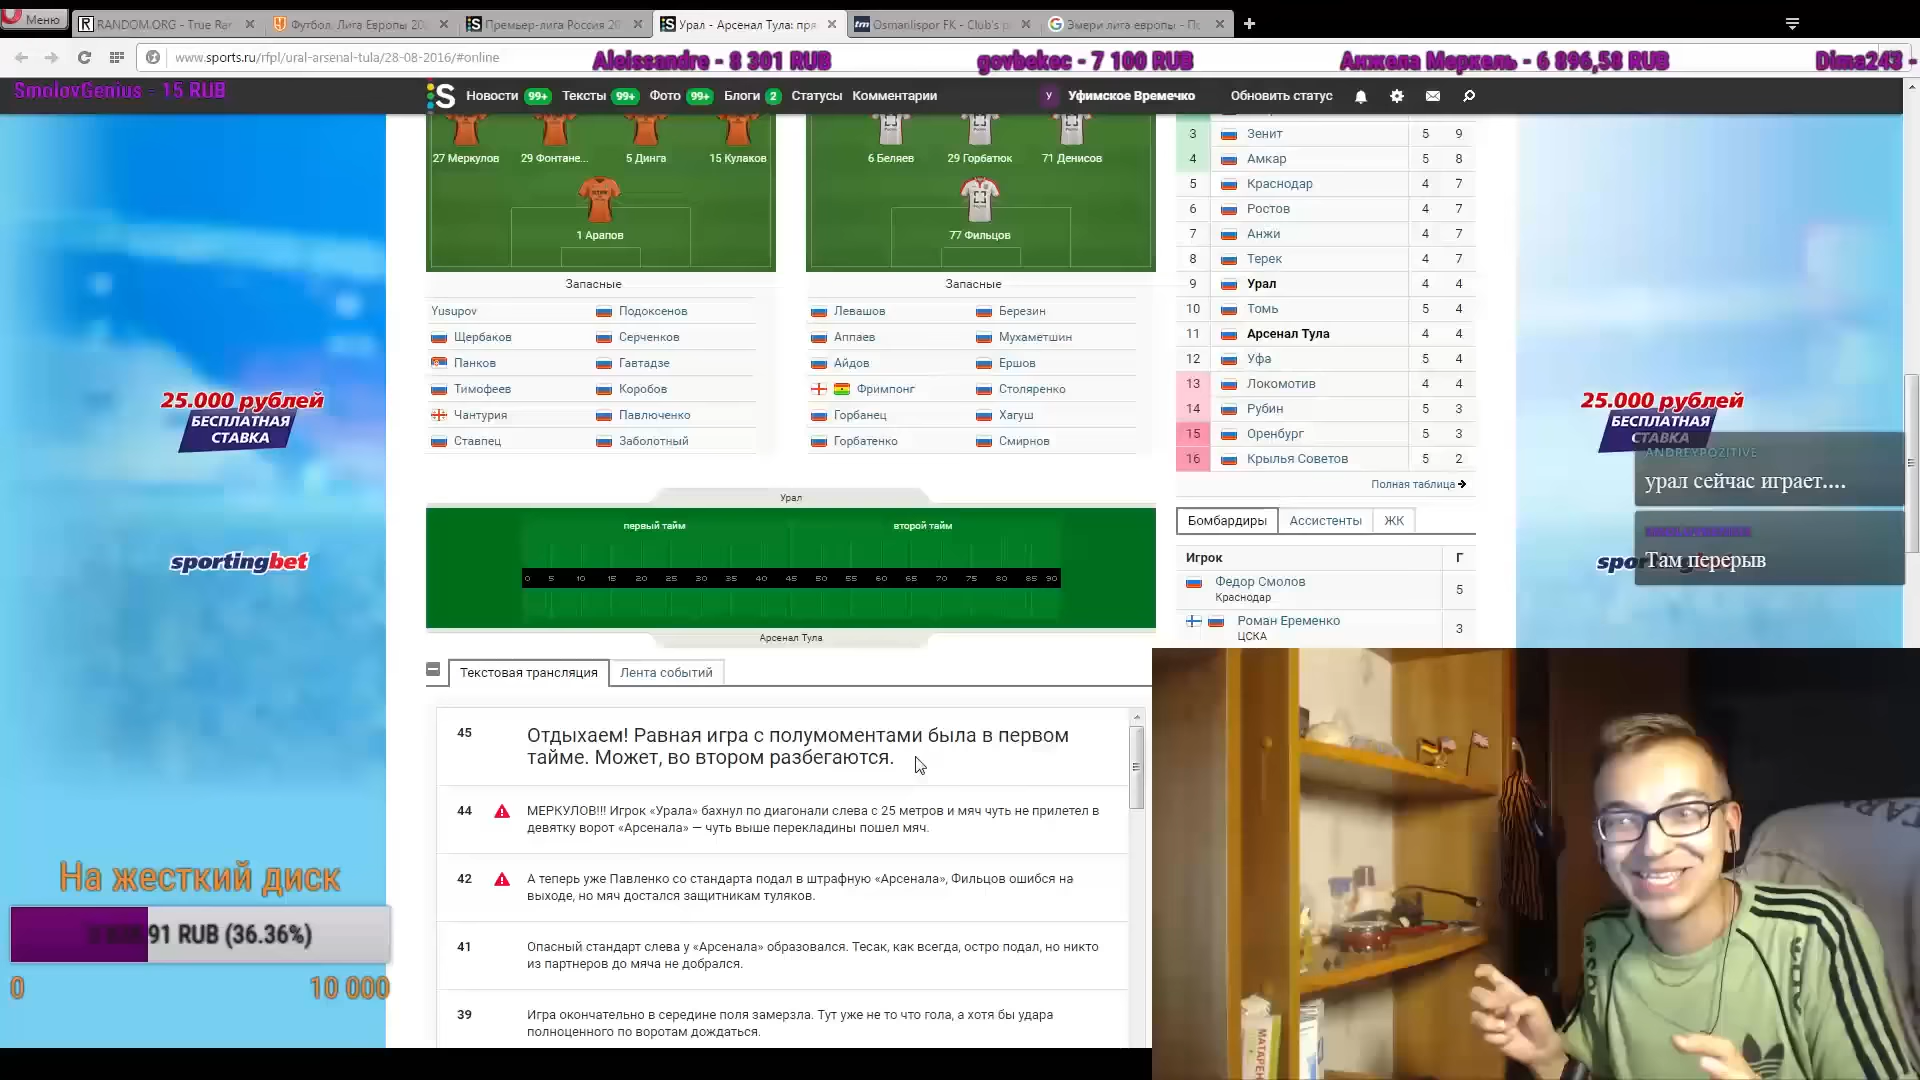 Меню
RANDOM.ORG - True Ra
Футбол. Лига Европы 20
Премьер-лига Россия 20
Урал - Арсенал Тула: пр
Osmanlispor FK - Club's p
Эмери лига европы - По
www.sports.ru/rfpl/ural-arsenal-tula/28-08-2016/#online
Aleissandre - 8 301 RUB
govbekec - 7 100 RUB
Анжела Меркель - 6 896,58 RUB
Dima243 -
SmolovGenius - 15 RUB
Новости 99+
Тексты 99+
Фото 99+
Блоги 2
Статусы
Комментарии
У Уфимское Времечко
Обновить статус
27 Меркулов
29 Фонтане...
5 Динга
15 Кулаков
1 Арапов
6 Беляев
29 Горбатюк
71 Денисов
77 Фильцов
Запасные
Yusupov Подоксенов
Щербаков Серченков
Панков Гавтадзе
Тимофеев Коробов
Чантурия Павлюченко
Ставпец Заболотный
Запасные
Левашов Березин
Аппаев Мухаметшин
Айдов Ершов
Фримпонг Столяренко
Горбанец Хагуш
Горбатенко Смирнов
3 Зенит 5 9
4 Амкар 5 8
5 Краснодар 4 7
6 Ростов 4 7
7 Анжи 4 7
8 Терек 4 7
9 Урал 4 4
10 Томь 5 4
11 Арсенал Тула 4 4
12 Уфа 5 4
13 Локомотив 4 4
14 Рубин 5 3
15 Оренбург 5 3
16 Крылья Советов 5 2
Полная таблица
Бомбардиры
Ассистенты
ЖК
Игрок Г
Федор Смолов 5
Краснодар
Роман Еременко 3
ЦСКА
Урал
первый тайм
второй тайм
0 5 10 15 20 25 30 35 40 45 50 55 60 65 70 75 80 85 90
Арсенал Тула
Текстовая трансляция
Лента событий
45 Отдыхаем! Равная игра с полумоментами была в первом
тайме. Может, во втором разбегаются.
44 МЕРКУЛОВ!!! Игрок «Урала» бахнул по диагонали слева с 25 метров и мяч чуть не прилетел в
девятку ворот «Арсенала» — чуть выше перекладины пошел мяч.
42 А теперь уже Павленко со стандарта подал в штрафную «Арсенала», Фильцов ошибся на
выходе, но мяч достался защитникам туляков.
41 Опасный стандарт слева у «Арсенала» образовался. Тесак, как всегда, остро подал, но никто
из партнеров до мяча не добрался.
39 Игра окончательно в середине поля замерзла. Тут уже не то что гола, а хотя бы удара
полноценного по воротам дождаться.
25.000 рублей
БЕСПЛАТНАЯ
СТАВКА
sportingbet
25.000 рублей
БЕСПЛАТНАЯ
СТАВКА
ANDREYPOZITIVE
урал сейчас играет....
Там перерыв
На жесткий диск
91 RUB (36.36%)
0
10 000
adidas